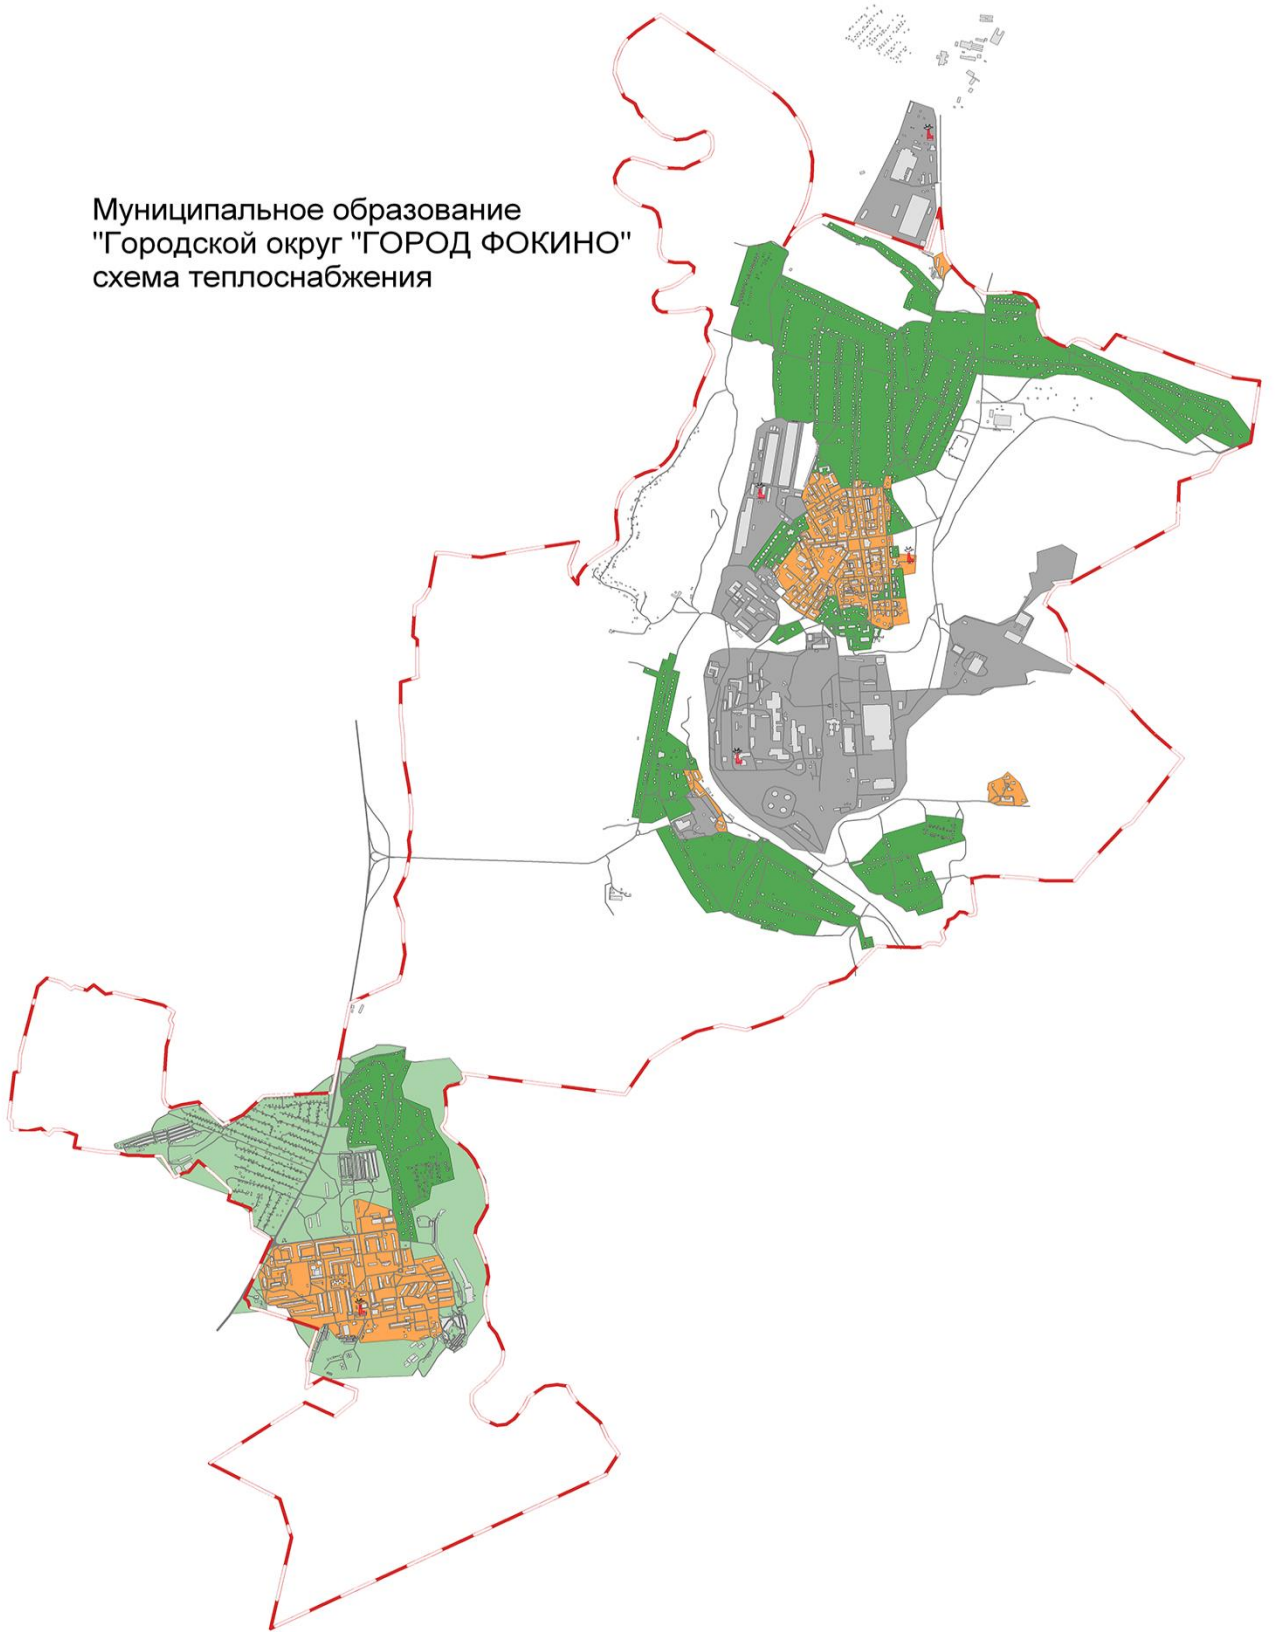 Муниципальное образование
"Городской округ "ГОРОД ФОКИНО"
схема теплоснабжения